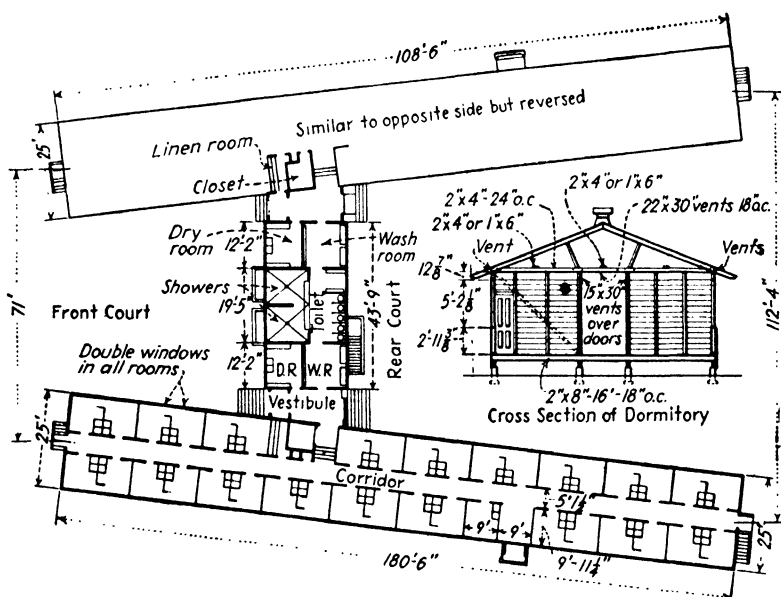 108'-6"
25'
Similar to opposite side but reversed
Linen room
Closet
Dry
room
12'-2"
Wash
room
Showers
19'-5"
Toilet
43'-9"
12'-2"
D.R
W.R
Vestibule
Front Court
Rear Court
71'
112'-4"
2"x4"-24"o.c
2"x4"or 1"x6"
2"x4"or 1"x6"
22"x30"vents 18"o.c.
Vent
Vents
15"x30"
vents
over
doors
2"x8"-16'-18"o.c.
Cross Section of Dormitory
Double windows
in all rooms
25'
Corridor
5'1½"
9'
9'
9'-11¼"
25'
180'-6"